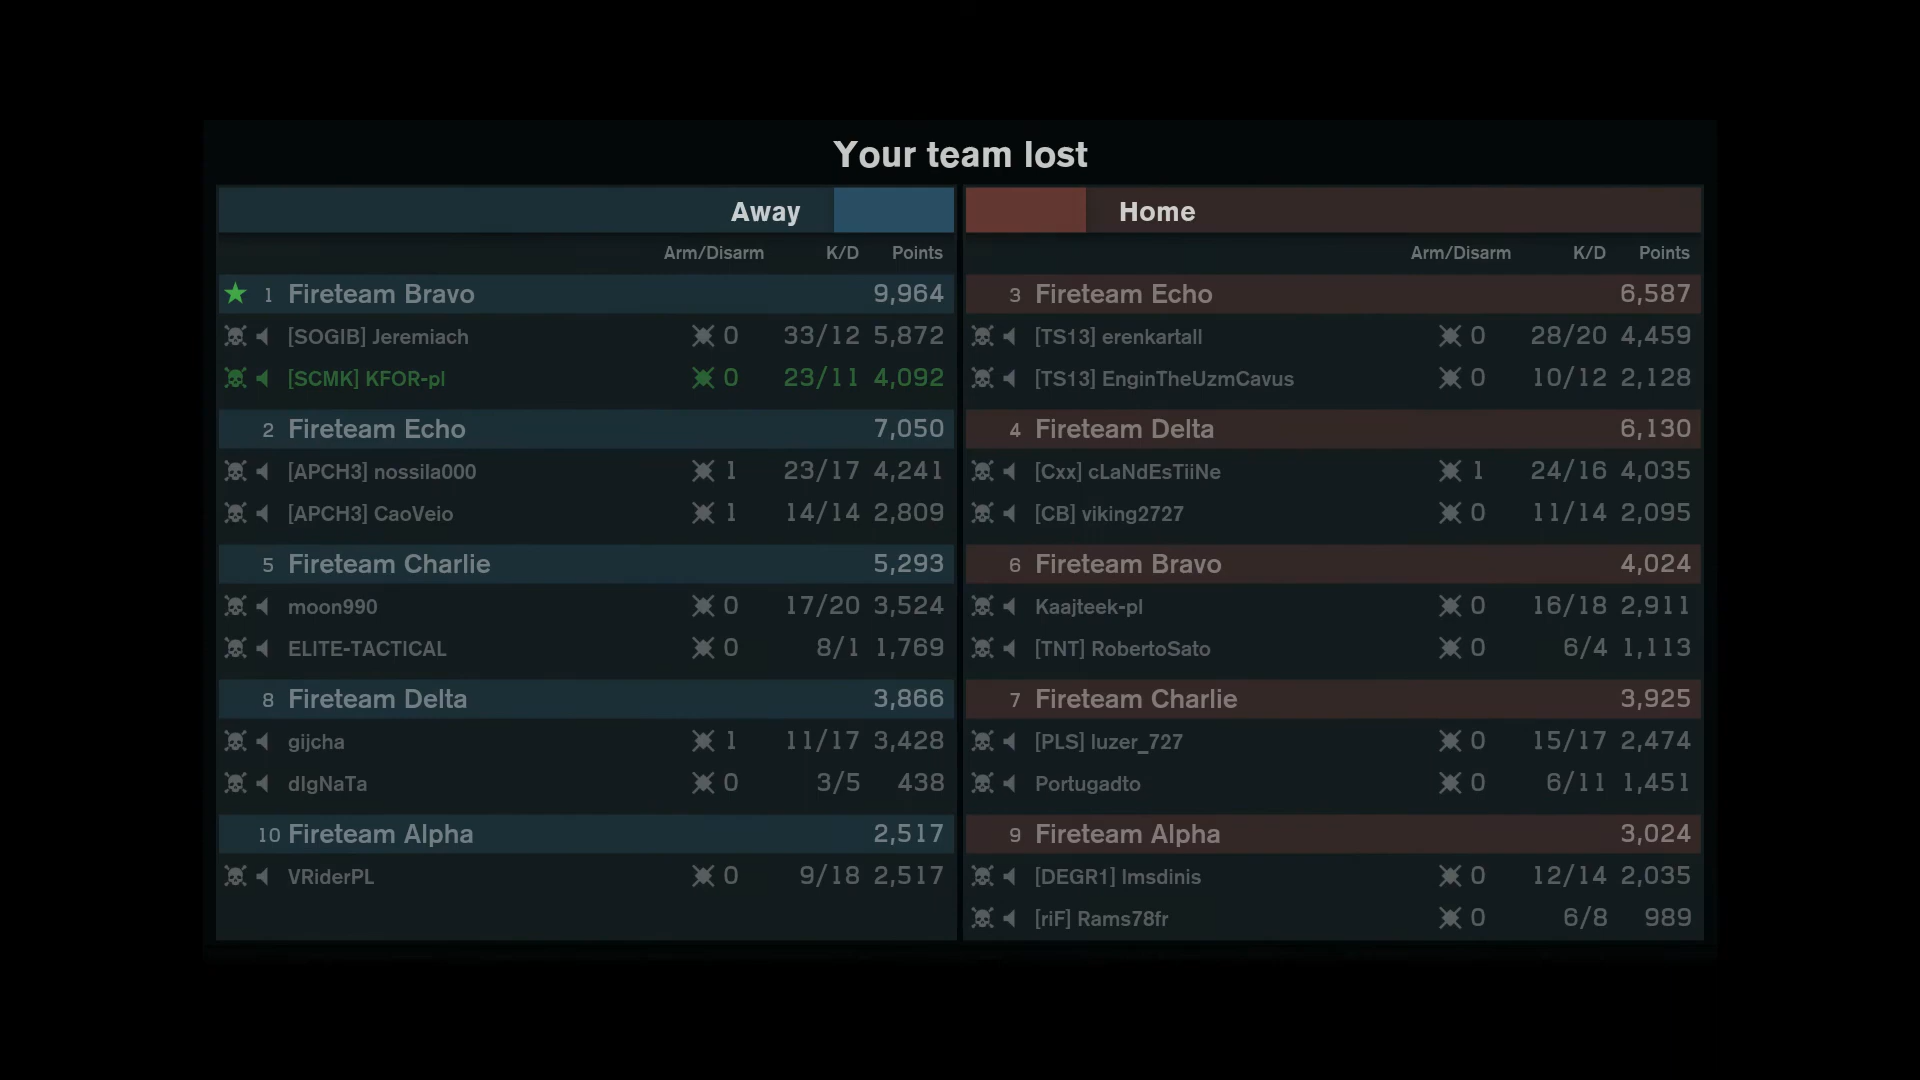 Your team lost
Away
Arm/Disarm K/D Points
1 Fireteam Bravo 9,964
[SOGIB] Jeremiach 0 33/12 5,872
[SCMK] KFOR-pl 0 23/11 4,092
2 Fireteam Echo 7,050
[APCH3] nossila000 1 23/17 4,241
[APCH3] CaoVeio 1 14/14 2,809
5 Fireteam Charlie 5,293
moon990 0 17/20 3,524
ELITE-TACTICAL 0 8/1 1,769
8 Fireteam Delta 3,866
gijcha 1 11/17 3,428
dIgNaTa 0 3/5 438
10 Fireteam Alpha 2,517
VRiderPL 0 9/18 2,517
Home
Arm/Disarm K/D Points
3 Fireteam Echo 6,587
[TS13] erenkartall 0 28/20 4,459
[TS13] EnginTheUzmCavus 0 10/12 2,128
4 Fireteam Delta 6,130
[Cxx] cLaNdEsTiiNe 1 24/16 4,035
[CB] viking2727 0 11/14 2,095
6 Fireteam Bravo 4,024
Kaajteek-pl 0 16/18 2,911
[TNT] RobertoSato 0 6/4 1,113
7 Fireteam Charlie 3,925
[PLS] luzer_727 0 15/17 2,474
Portugadto 0 6/11 1,451
9 Fireteam Alpha 3,024
[DEGR1] lmsdinis 0 12/14 2,035
[riF] Rams78fr 0 6/8 989